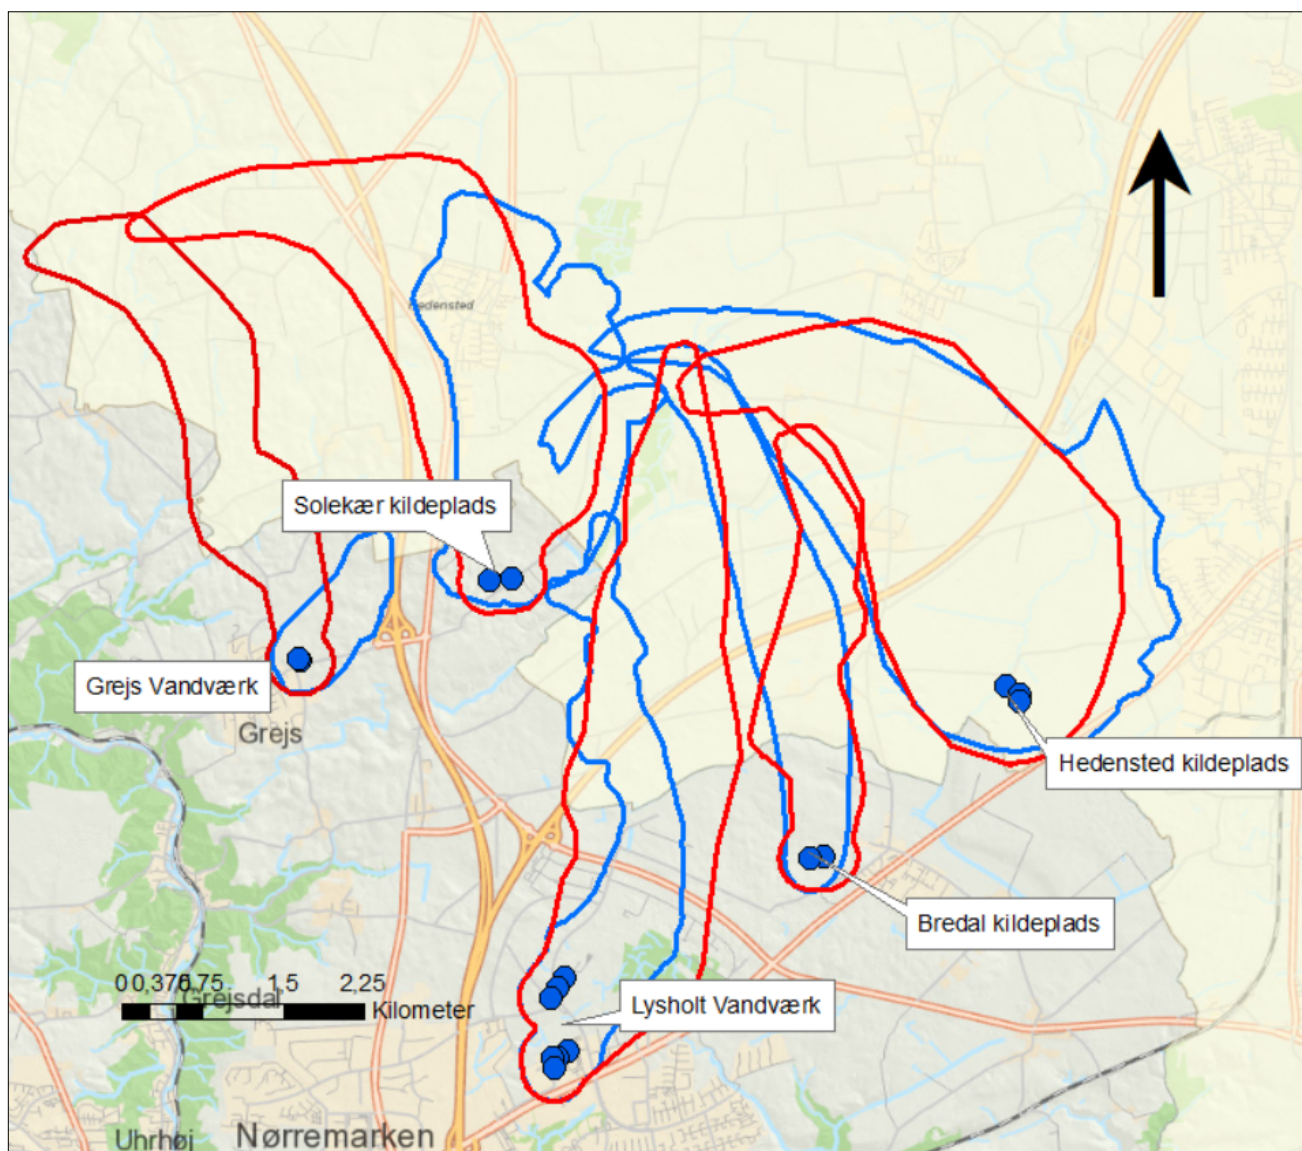 Hedensted
Solekær kildeplads
Grejs Vandværk
Grejs
Hedensted kildeplads
Bredal kildeplads
0 0,375 0,75 1,5 2,25
Grejsdal
Kilometer
Lysholt Vandværk
Uhrhøj
Nørremarken